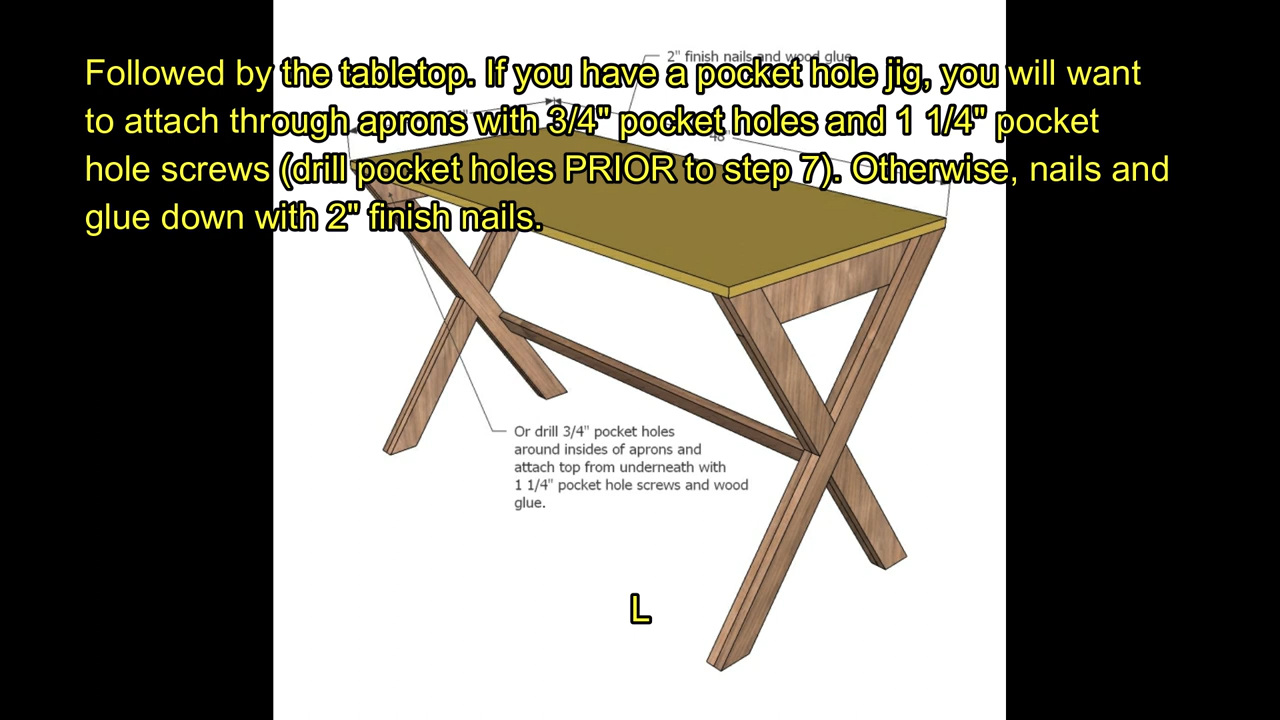 Followed by the tabletop. If you have a pocket hole jig, you will want
to attach through aprons with 3/4" pocket holes and 1 1/4" pocket
hole screws (drill pocket holes PRIOR to step 7). Otherwise, nails and
glue down with 2" finish nails.
2" finish nails and wood glue
48"
Or drill 3/4" pocket holes
around insides of aprons and
attach top from underneath with
1 1/4" pocket hole screws and wood
glue.
L